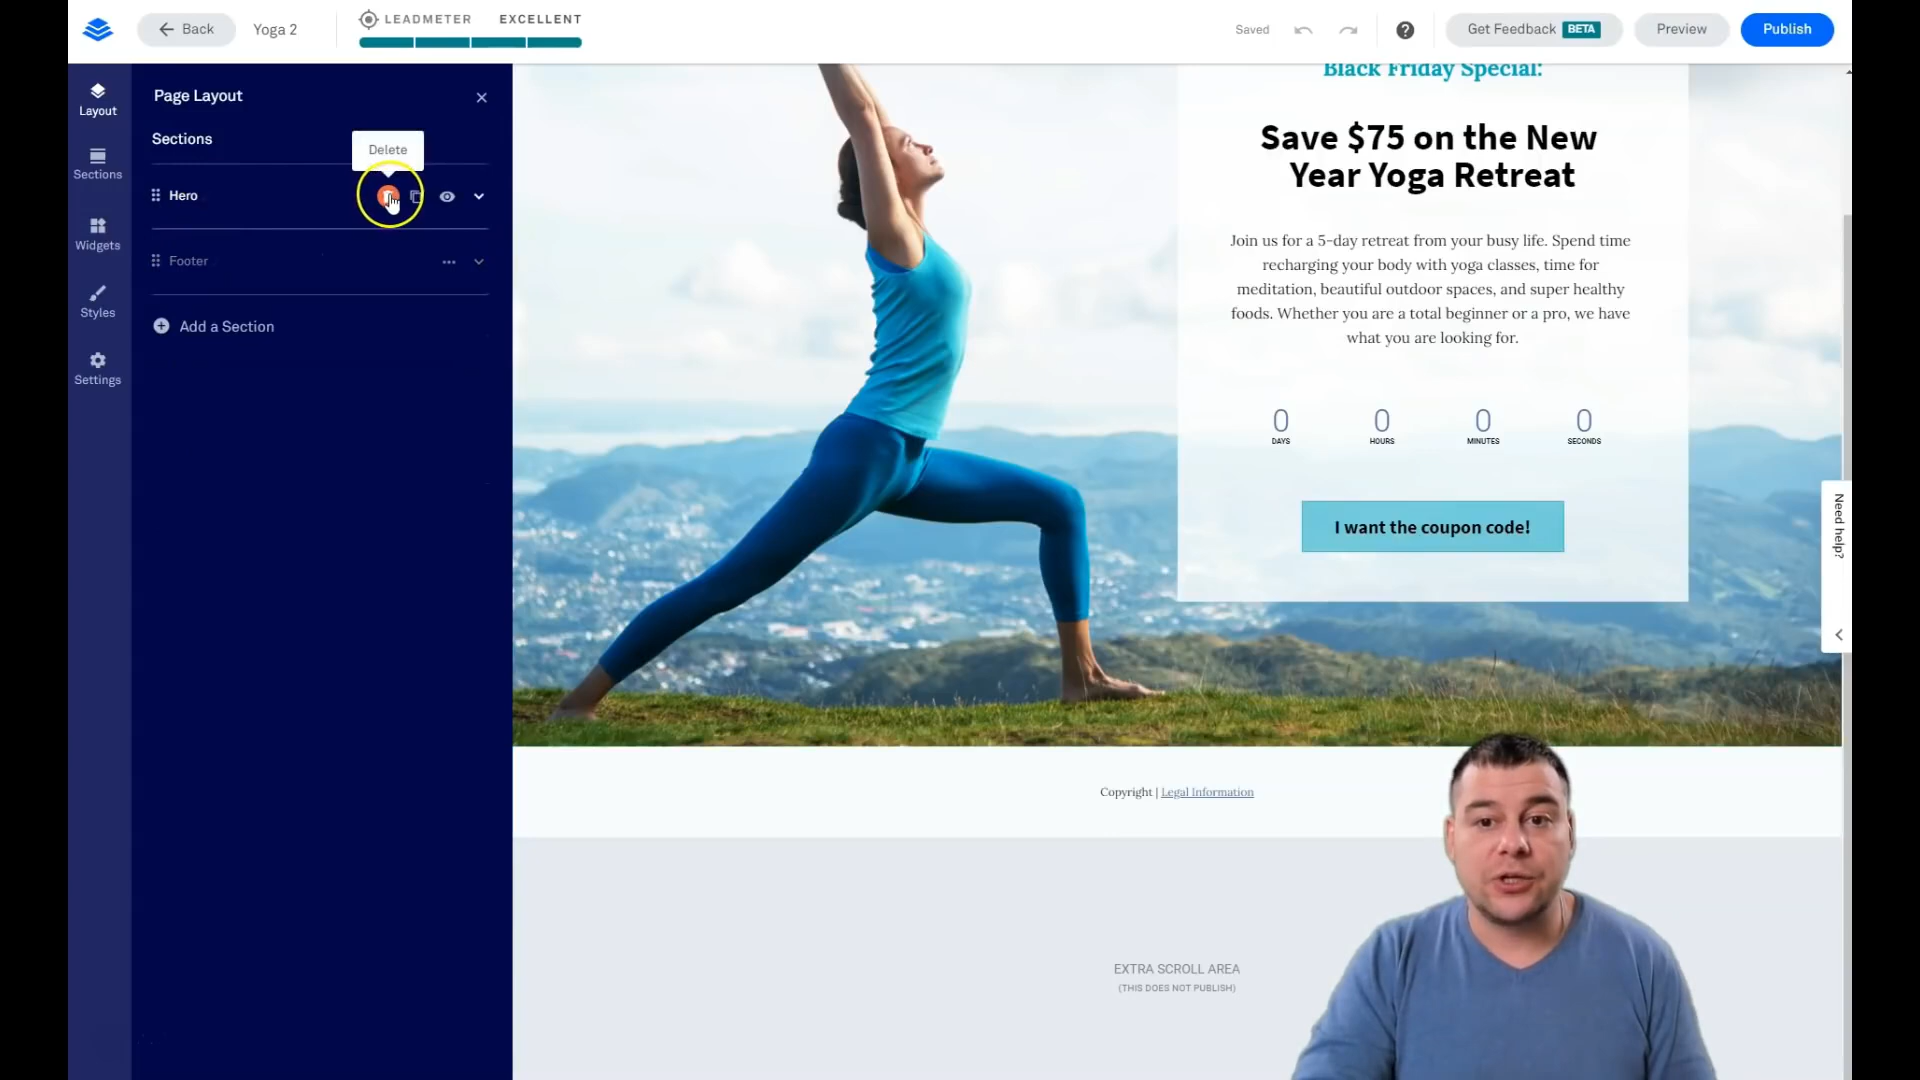 Back
Yoga 2
LEADMETER EXCELLENT
Saved
Get Feedback BETA
Preview
Publish
Layout
Sections
Widgets
Styles
Settings
Page Layout
Sections
Delete
Hero
Footer
Add a Section
Black Friday Special:
Save $75 on the New
Year Yoga Retreat
Join us for a 5-day retreat from your busy life. Spend time
recharging your body with yoga classes, time for
meditation, beautiful outdoor spaces, and super healthy
foods. Whether you are a total beginner or a pro, we have
what you are looking for.
0 0 0 0
DAYS HOURS MINUTES SECONDS
I want the coupon code!
Need help?
Copyright | Legal Information
EXTRA SCROLL AREA
(THIS DOES NOT PUBLISH)